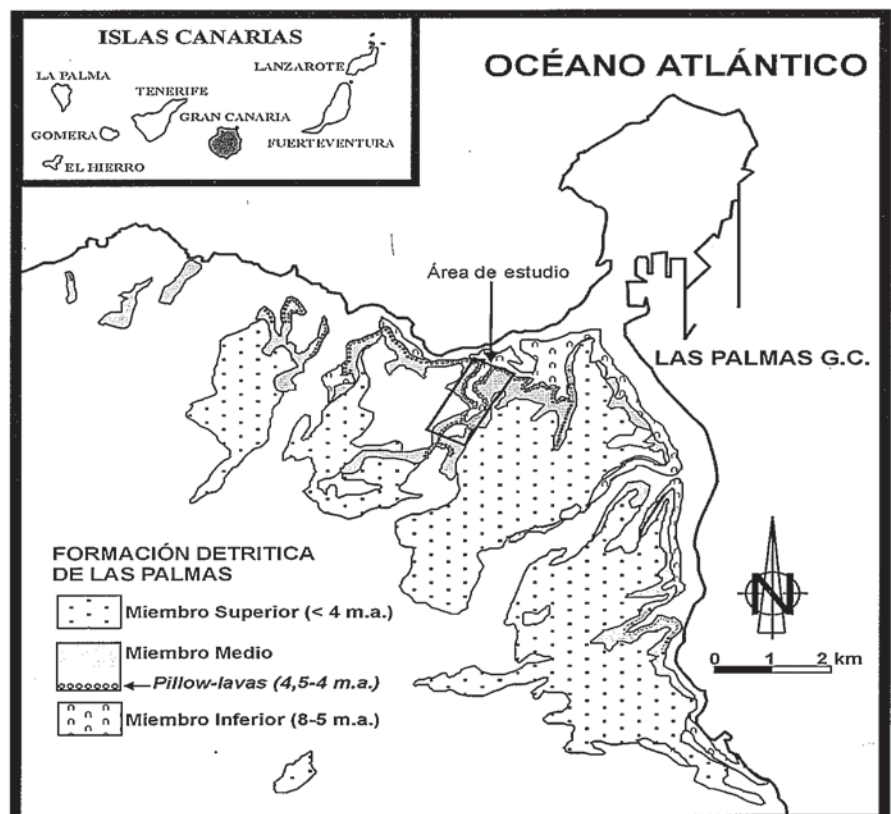 ISLAS CANARIAS
LANZAROTE
LA PALMA
TENERIFE
GRAN CANARIA
GOMERA
FUERTEVENTURA
EL HIERRO
OCÉANO ATLÁNTICO
Área de estudio
LAS PALMAS G.C.
FORMACIÓN DETRITICA
DE LAS PALMAS
Miembro Superior (< 4 m.a.)
Miembro Medio
Pillow-lavas (4,5-4 m.a.)
Miembro Inferior (8-5 m.a.)
N
0 1 2 km